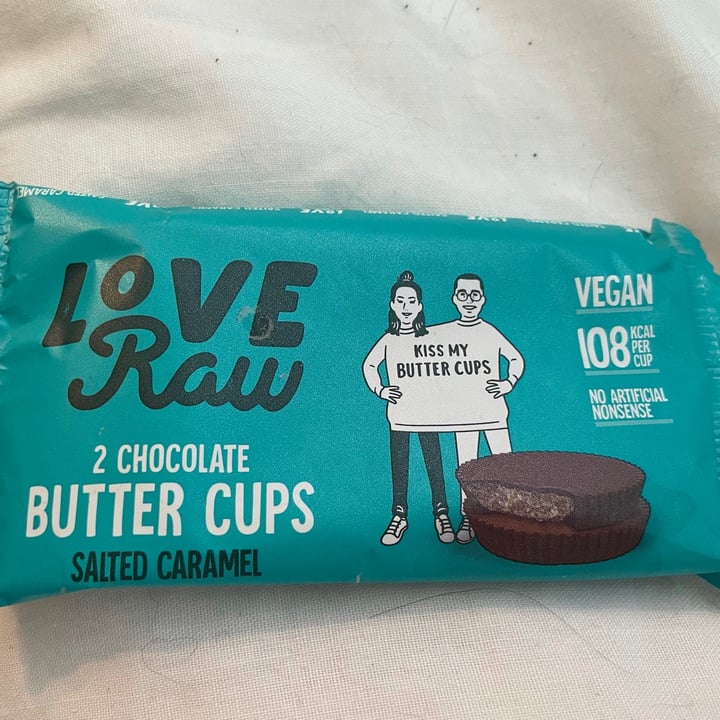 LOVE
Raw
2 CHOCOLATE
BUTTER CUPS
SALTED CARAMEL
KISS MY
BUTTER CUPS
VEGAN
108 KCAL
PER
CUP
NO ARTIFICIAL
NONSENSE